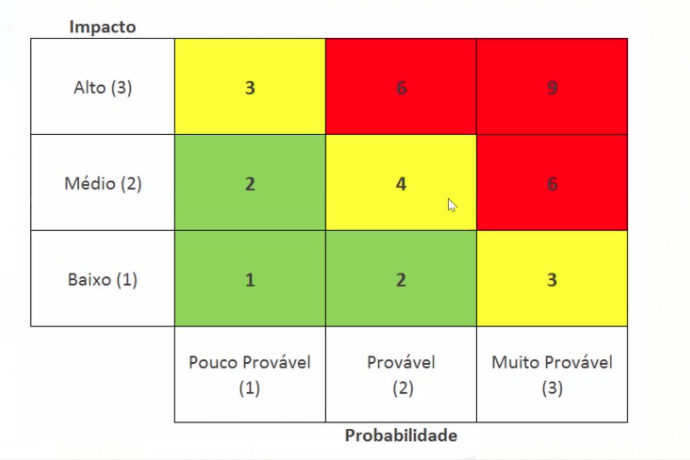 Impacto
Alto (3)
3
6
9
Médio (2)
2
4
6
Baixo (1)
1
2
3
Pouco Provável
(1)
Provável
(2)
Muito Provável
(3)
Probabilidade